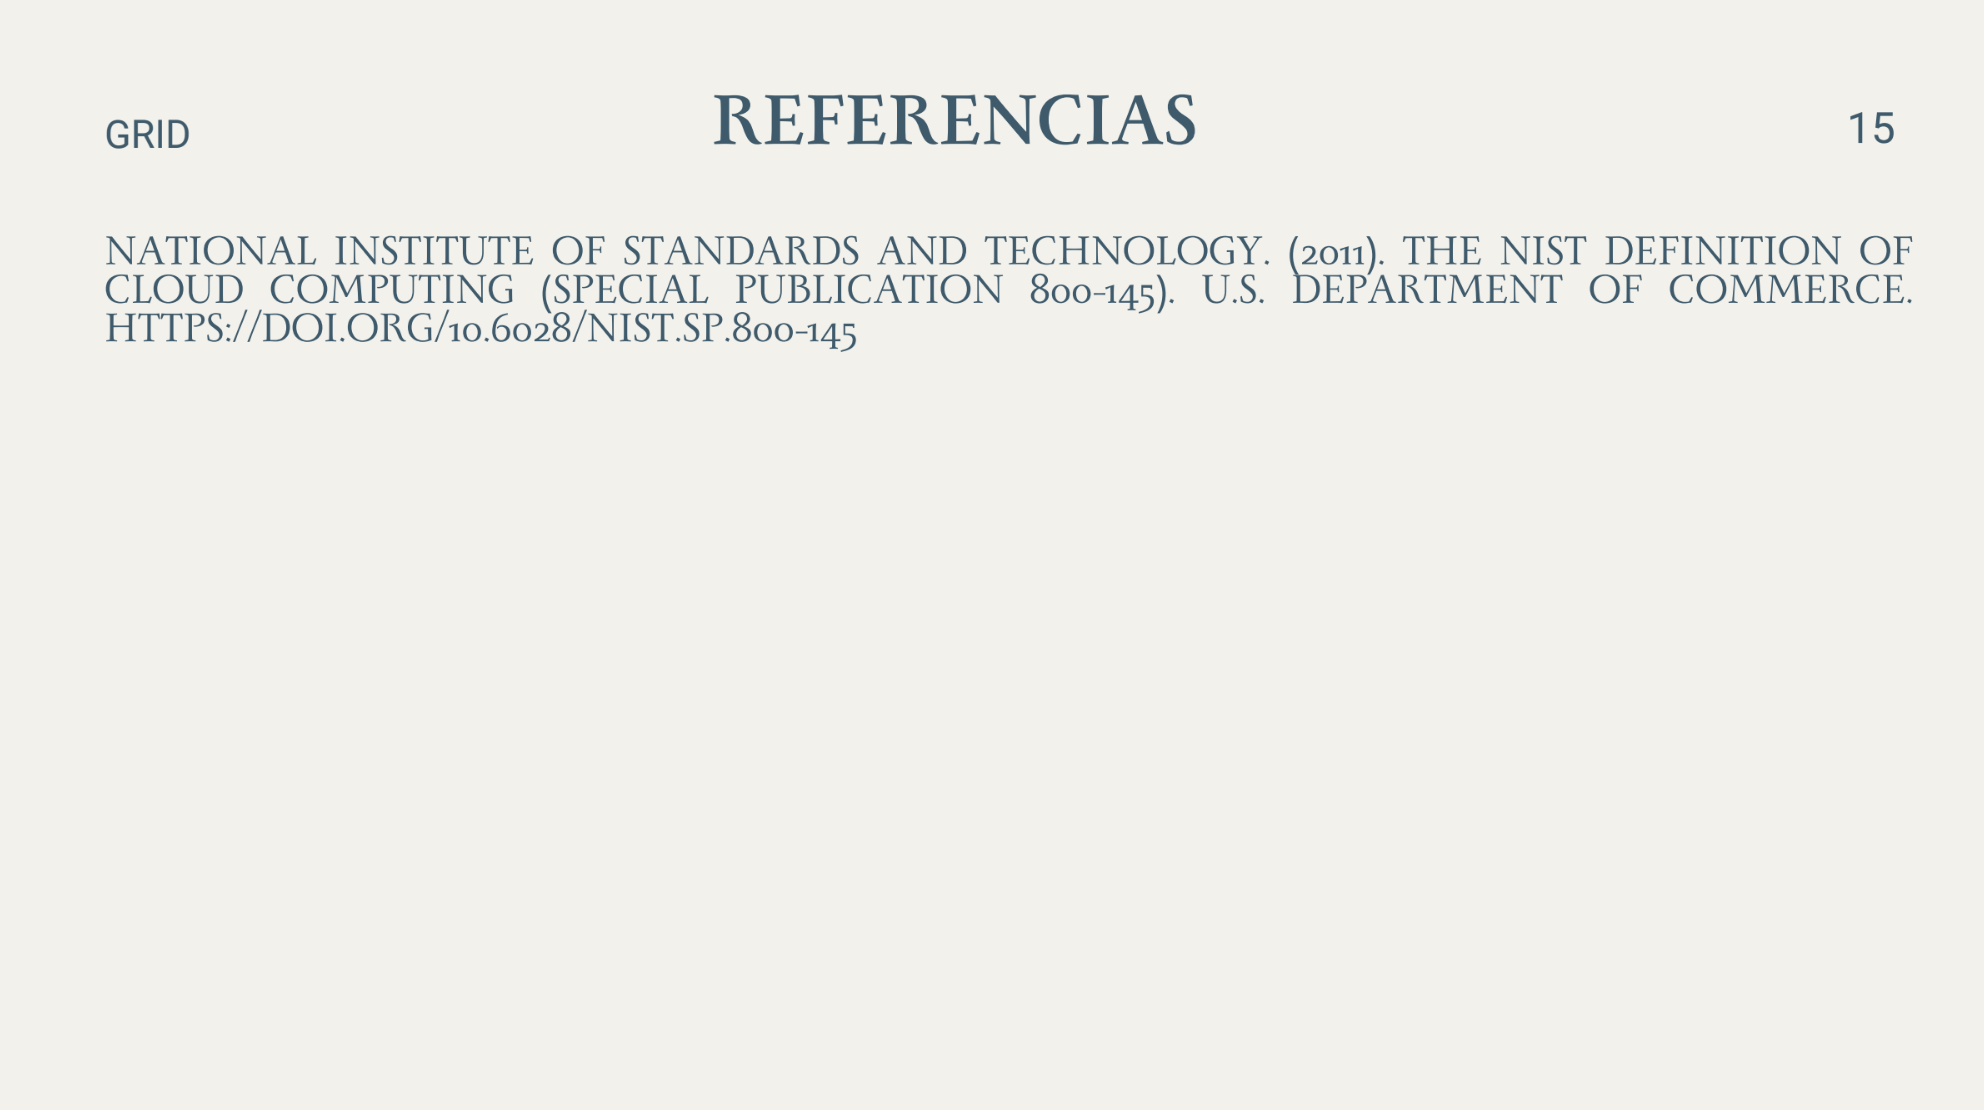 GRID
REFERENCIAS
15
NATIONAL INSTITUTE OF STANDARDS AND TECHNOLOGY. (2011). THE NIST DEFINITION OF
CLOUD COMPUTING (SPECIAL PUBLICATION 800-145). U.S. DEPARTMENT OF COMMERCE.
HTTPS://DOI.ORG/10.6028/NIST.SP.800-145